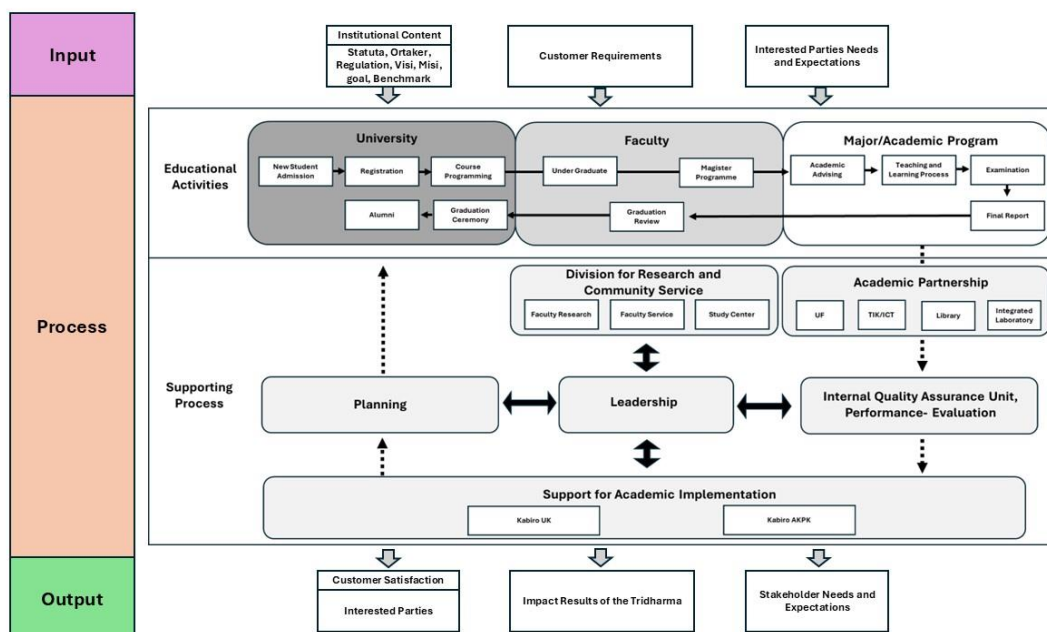 Input
Institutional Content
Statuta, Ortaker,
Regulation, Visi, Misi,
goal, Benchmark
Customer Requirements
Interested Parties Needs
and Expectations
Process
Educational
Activities
University
New Student
Admission
Registration
Course
Programming
Alumni
Graduation
Ceremony
Faculty
Under Graduate
Magister
Programme
Graduation
Review
Major/Academic Program
Academic
Advising
Teaching and
Learning Process
Examination
Final Report
Supporting
Process
Division for Research and
Community Service
Faculty Research
Faculty Service
Study Center
Academic Partnership
UF
TIK/ICT
Library
Integrated
Laboratory
Planning
Leadership
Internal Quality Assurance Unit,
Performance- Evaluation
Support for Academic Implementation
Kabiro UK
Kabiro AKPK
Output
Customer Satisfaction
Interested Parties
Impact Results of the Tridharma
Stakeholder Needs and
Expectations